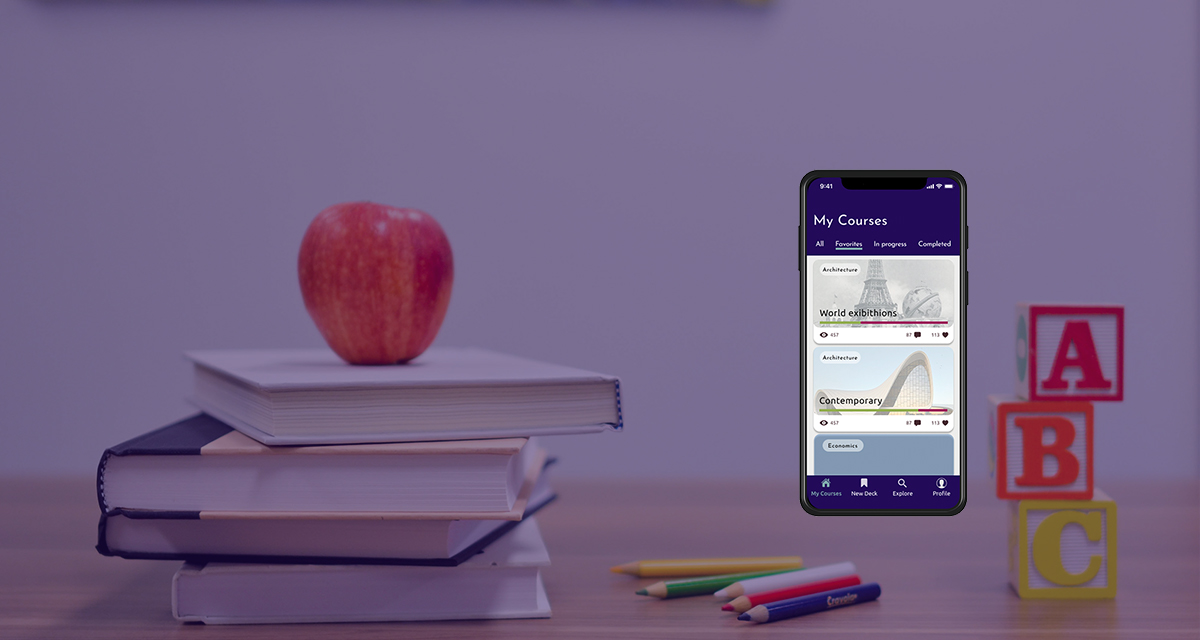 9:41
My Courses
All Favorites In progress Completed
Architecture
World exibithions
457 87 113
Architecture
Contemporary
457 87 113
Economics
My Courses New Deck Explore Profile
A
B
C
Crayola